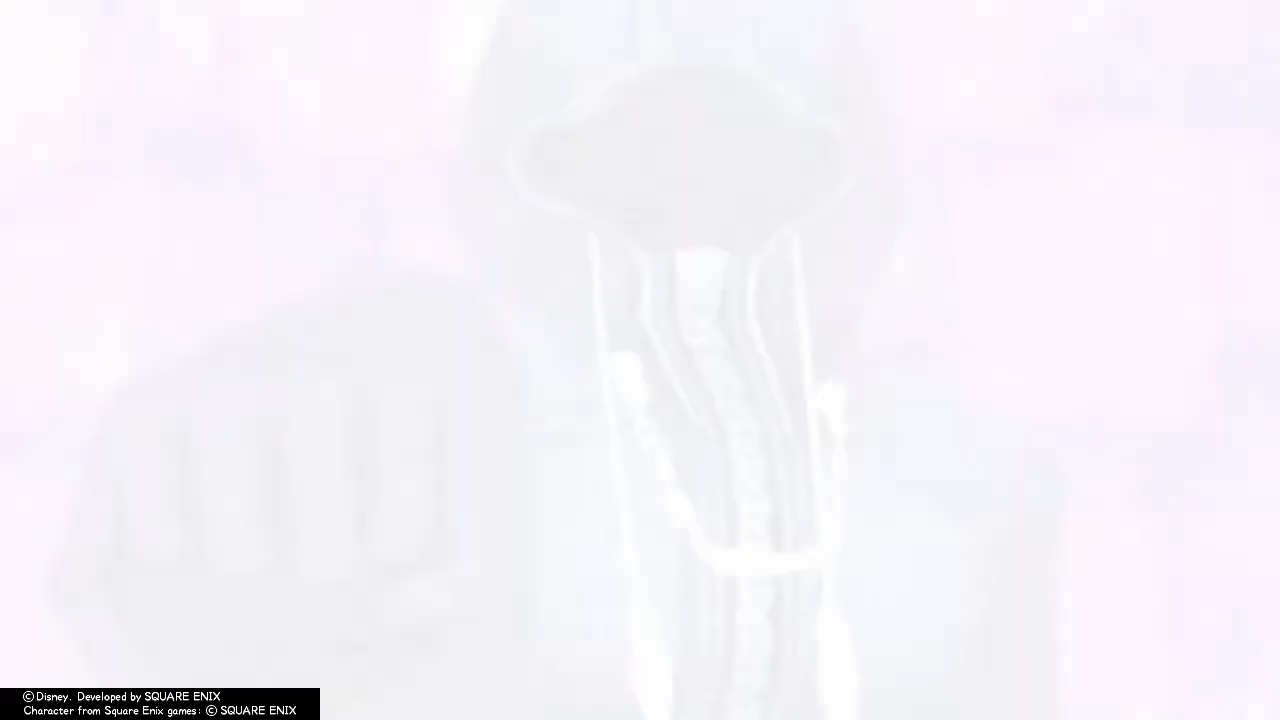 ©Disney. Developed by SQUARE ENIX
Character from Square Enix games: © SQUARE ENIX